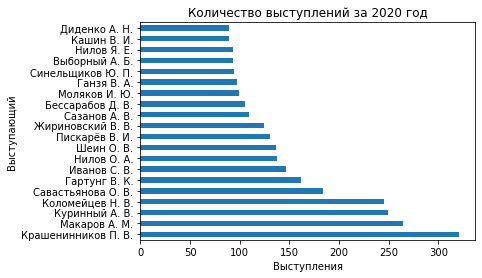 Количество выступлений за 2020 год
Выступающий
Диденко А. Н.
Кашин В. И.
Нилов Я. Е.
Выборный А. Б.
Синельщиков Ю. П.
Ганзя В. А.
Моляков И. Ю.
Бессарабов Д. В.
Сазанов А. В.
Жириновский В. В.
Пискарёв В. И.
Шеин О. В.
Нилов О. А.
Иванов С. В.
Гартунг В. К.
Савастьянова О. В.
Коломейцев Н. В.
Куринный А. В.
Макаров А. М.
Крашенинников П. В.
0 50 100 150 200 250 300
Выступления